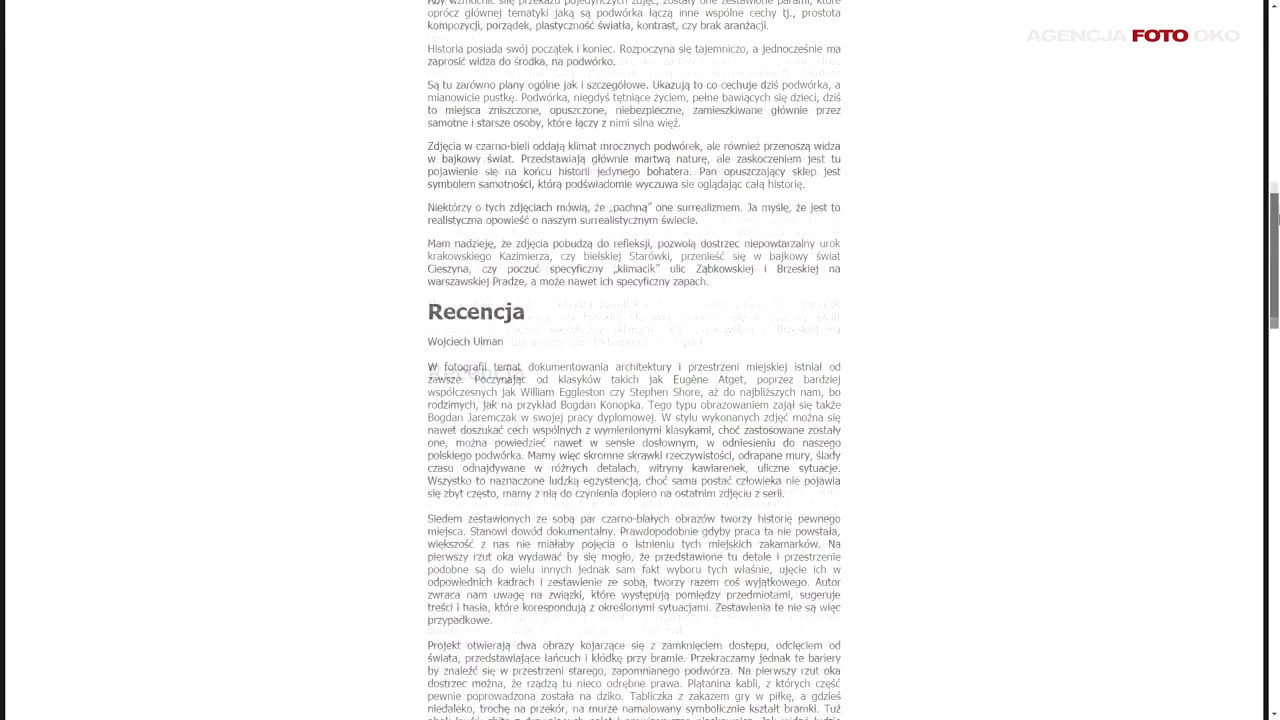 Aby wzmocnić siłę przekazu pojedynczych zdjęć, zostały one zestawione parami, które
oprócz głównej tematyki jaką są podwórka łączą inne wspólne cechy tj., prostota
kompozycji, porządek, plastyczność światła, kontrast, czy brak aranżacji.
AGENCJA FOTO OKO
Historia posiada swój początek i koniec. Rozpoczyna się tajemniczo, a jednocześnie ma
zaprosić widza do środka, na podwórko.
Są tu zarówno plany ogólne jak i szczegółowe. Ukazują to co cechuje dziś podwórka, a
mianowicie pustkę. Podwórka, niegdyś tętniące życiem, pełne bawiących się dzieci, dziś
to miejsca zniszczone, opuszczone, niebezpieczne, zamieszkiwane głównie przez
samotne i starsze osoby, które łączy z nimi silna więź.
Zdjęcia w czarno-bieli oddają klimat mrocznych podwórek, ale również przenoszą widza
w bajkowy świat. Przedstawiają głównie martwą naturę, ale zaskoczeniem jest tu
pojawienie się na końcu historii jedynego bohatera. Pan opuszczający sklep jest
symbolem samotności, którą podświadomie wyczuwa sie oglądając całą historię.
Niektórzy o tych zdjęciach mówią, że „pachną” one surrealizmem. Ja myślę, że jest to
realistyczna opowieść o naszym surrealistycznym świecie.
Mam nadzieję, że zdjęcia pobudzą do refleksji, pozwolą dostrzec niepowtarzalny urok
krakowskiego Kazimierza, czy bielskiej Starówki, przenieść się w bajkowy świat
Cieszyna, czy poczuć specyficzny „klimacik” ulic Ząbkowskiej i Brzeskiej na
warszawskiej Pradze, a może nawet ich specyficzny zapach.
Recencja
Wojciech Ulman
W fotografii temat dokumentowania architektury i przestrzeni miejskiej istniał od
zawsze. Poczynając od klasyków takich jak Eugène Atget, poprzez bardziej
współczesnych jak William Eggleston czy Stephen Shore, aż do najbliższych nam, bo
rodzimych, jak na przykład Bogdan Konopka. Tego typu obrazowaniem zajął się także
Bogdan Jaremczak w swojej pracy dyplomowej. W stylu wykonanych zdjęć można się
nawet doszukać cech wspólnych z wymienionymi klasykami, choć zastosowane zostały
one, można powiedzieć nawet w sensie dosłownym, w odniesieniu do naszego
polskiego podwórka. Mamy więc skromne skrawki rzeczywistości, odrapane mury, ślady
czasu odnajdywane w różnych detalach, witryny kawiarenek, uliczne sytuacje.
Wszystko to naznaczone ludzką egzystencją, choć sama postać człowieka nie pojawia
się zbyt często, mamy z nią do czynienia dopiero na ostatnim zdjęciu z serii.
Siedem zestawionych ze sobą par czarno-białych obrazów tworzy historię pewnego
miejsca. Stanowi dowód dokumentalny. Prawdopodobnie gdyby praca ta nie powstała,
większość z nas nie miałaby pojęcia o istnieniu tych miejskich zakamarków. Na
pierwszy rzut oka wydawać by się mogło, że przedstawione tu detale i przestrzenie
podobne są do wielu innych jednak sam fakt wyboru tych właśnie, ujęcie ich w
odpowiednich kadrach i zestawienie ze sobą, tworzy razem coś wyjątkowego. Autor
zwraca nam uwagę na związki, które występują pomiędzy przedmiotami, sugeruje
treści i hasła, które korespondują z określonymi sytuacjami. Zestawienia te nie są więc
przypadkowe.
Projekt otwierają dwa obrazy kojarzące się z zamknięciem dostępu, odcięciem od
świata, przedstawiające łańcuch i kłódkę przy bramie. Przekraczamy jednak te bariery
by znaleźć się w przestrzeni starego, zapomnianego podwórza. Na pierwszy rzut oka
dostrzec można, że rządzą tu nieco odrębne prawa. Plątanina kabli, z których część
pewnie poprowadzona została na dziko. Tabliczka z zakazem gry w piłkę, a gdzieś
niedaleko, trochę na przekór, na murze namalowany symbolicznie kształt bramki. Tuż